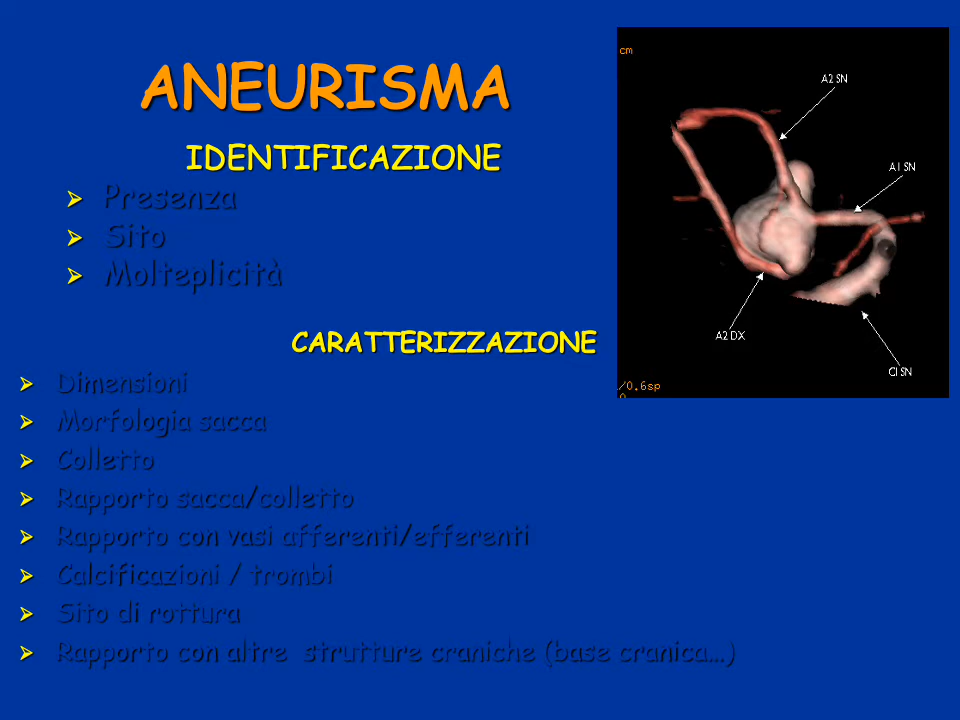 ANEURISMA
IDENTIFICAZIONE
Presenza
Sito
Molteplicità
CARATTERIZZAZIONE
Dimensioni
Morfologia sacca
Colletto
Rapporto sacca/colletto
Rapporto con vasi afferenti/efferenti
Calcificazioni / trombi
Sito di rottura
Rapporto con altre strutture craniche (base cranica…)
cm
A2 SN
A1 SN
A2 DX
CI SN
/0.6sp